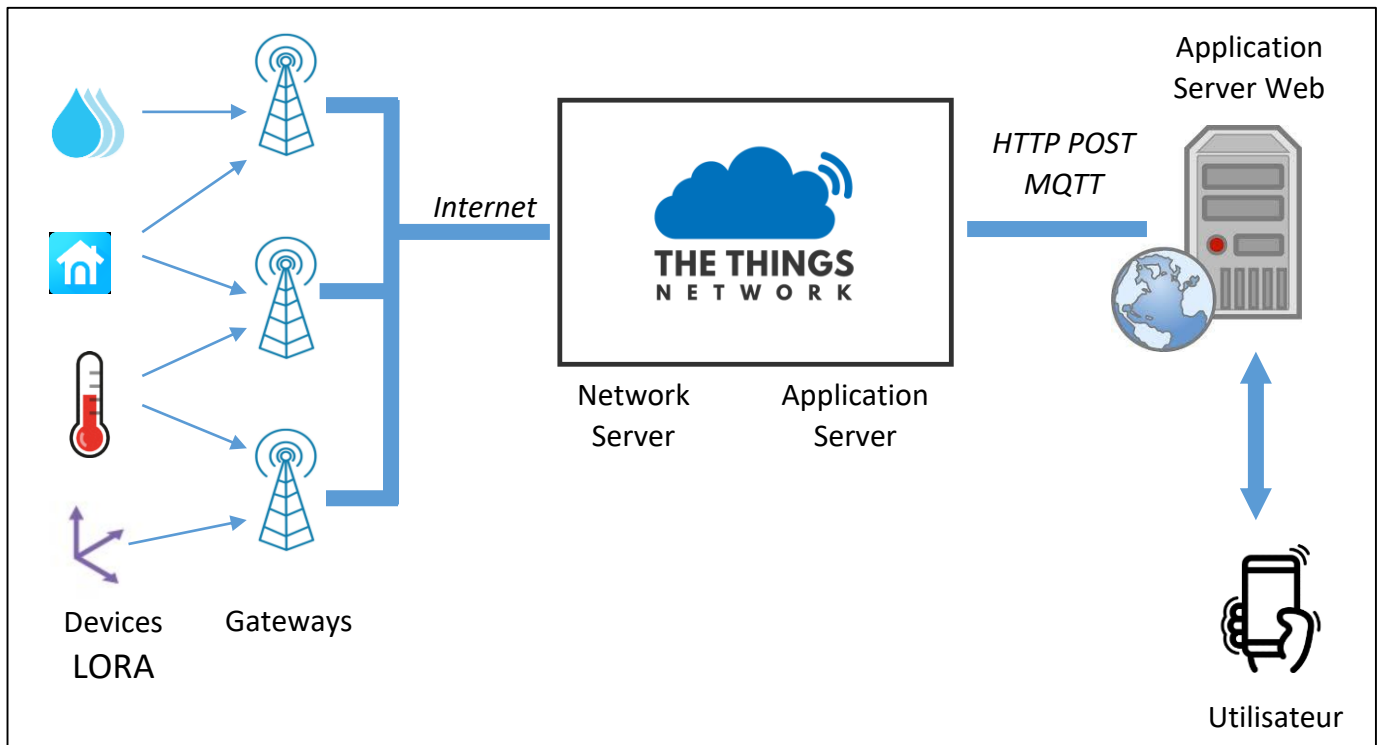 Application
Server Web
HTTP POST
MQTT
Internet
THE THINGS
NETWORK
Network
Server
Application
Server
Devices
LORA
Gateways
Utilisateur